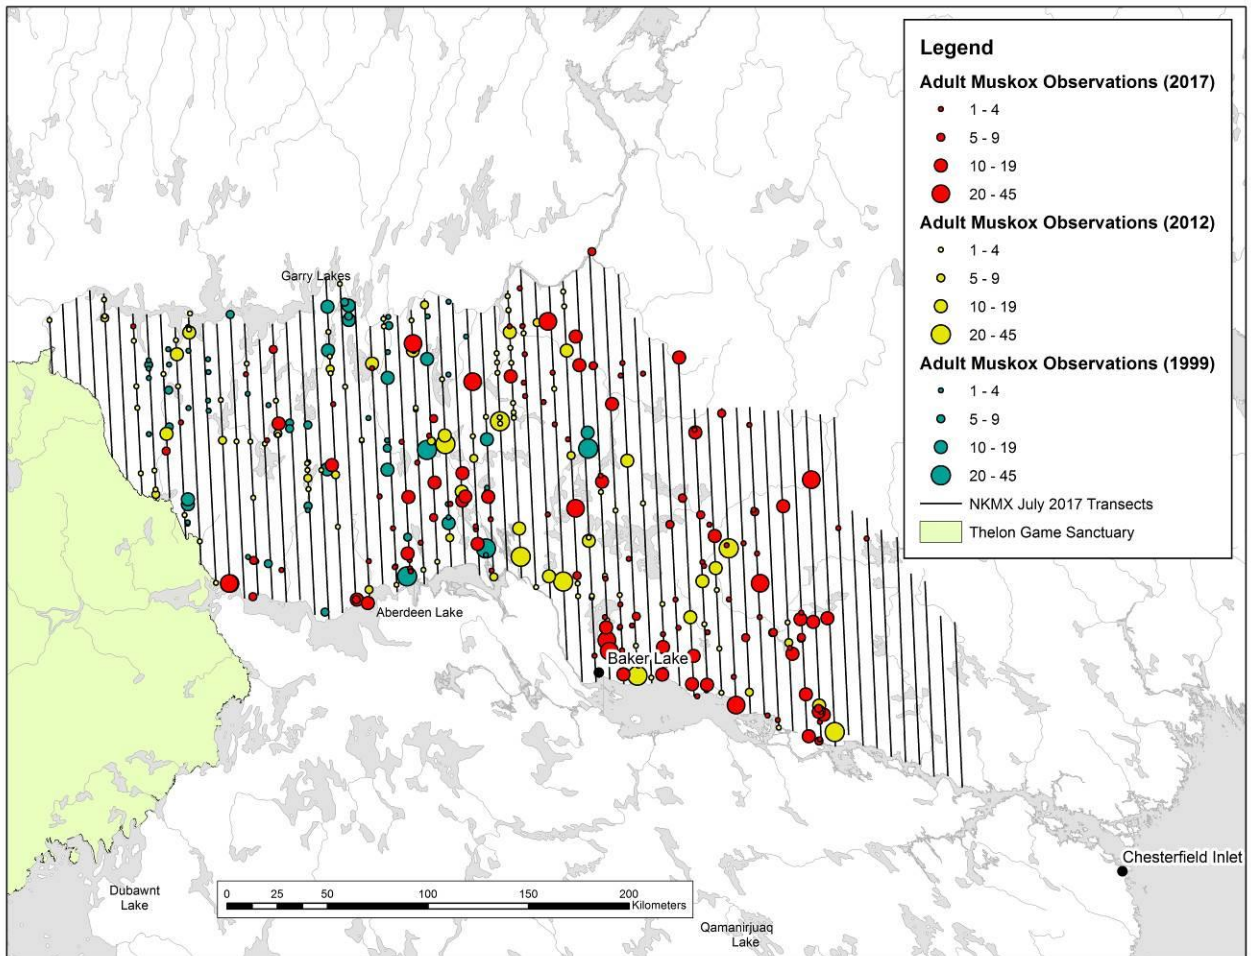 Legend
Adult Muskox Observations (2017)
1 - 4
5 - 9
10 - 19
20 - 45
Adult Muskox Observations (2012)
1 - 4
5 - 9
10 - 19
20 - 45
Adult Muskox Observations (1999)
1 - 4
5 - 9
10 - 19
20 - 45
NKMX July 2017 Transects
Thelon Game Sanctuary
Garry Lakes
Aberdeen Lake
Baker Lake
Chesterfield Inlet
Dubawnt
Lake
0 25 50 100 150 200
Kilometers
Qamanirjuaq
Lake